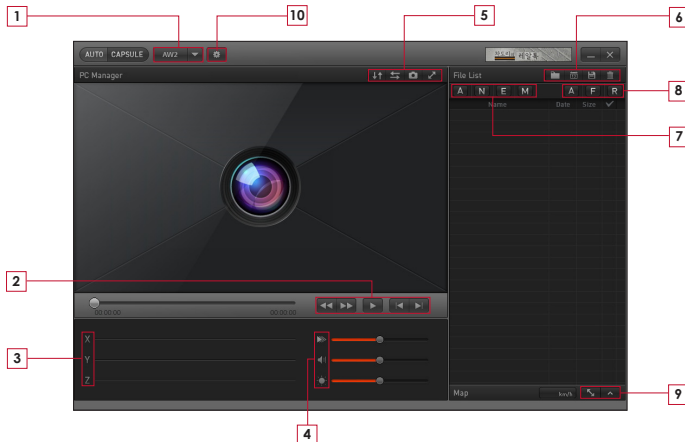 1
10
5
6
AUTO CAPSULE AW2
PC Manager
File List
A N E M A F R
8
Name Date Size
7
2
00:00:00 00:00:00
X
3
Y
Z
Map km/h
9
4